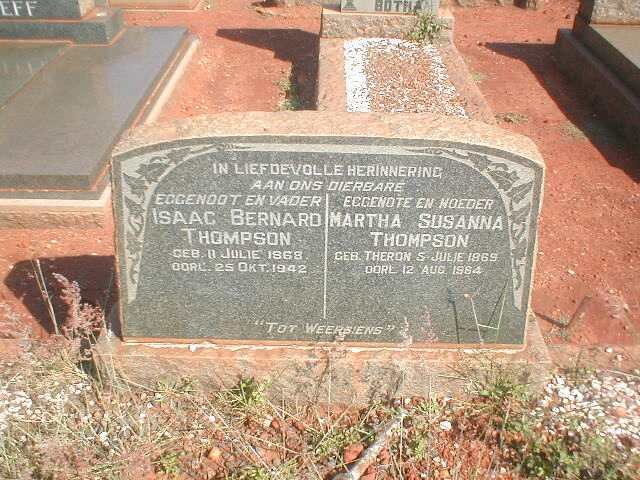 EFF
BOTHA
IN LIEFDEVOLLE HERINNERING
AAN ONS DIERBARE
EGGENOOT EN VADER
ISAAC BERNARD
THOMPSON
GEB. 11 JULIE 1868.
OORL. 25 OKT. 1942.
EGGENOTE EN MOEDER
MARTHA SUSANNA
THOMPSON
GEB. THERON 5 JULIE 1869
OORL. 12 AUG. 1964
"TOT WEERSIENS"